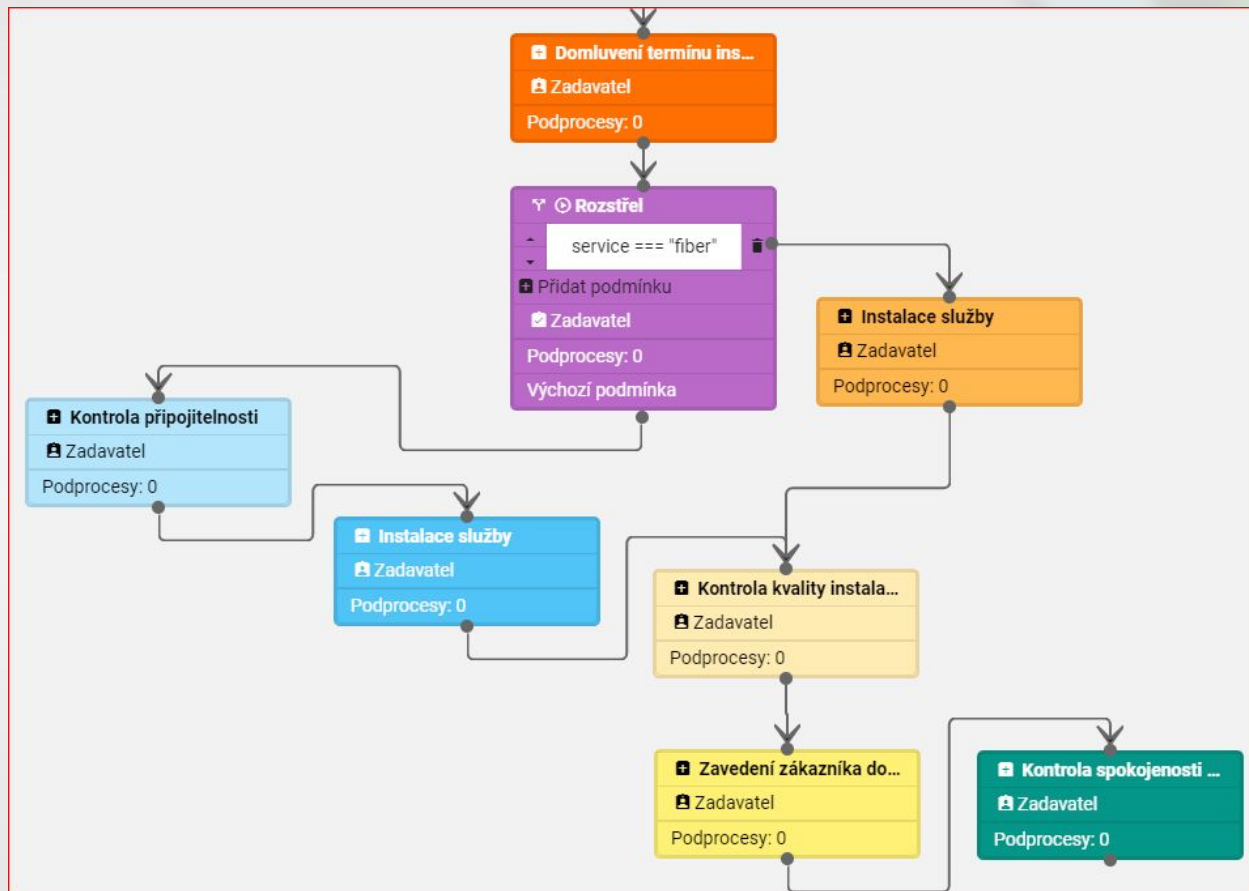 Domluvení termínu ins...
Zadavatel
Podprocesy: 0
Rozstřel
service === "fiber"
Přidat podmínku
Zadavatel
Podprocesy: 0
Výchozí podmínka
Instalace služby
Zadavatel
Podprocesy: 0
Kontrola připojitelnosti
Zadavatel
Podprocesy: 0
Instalace služby
Zadavatel
Podprocesy: 0
Kontrola kvality instala...
Zadavatel
Podprocesy: 0
Zavedení zákazníka do...
Zadavatel
Podprocesy: 0
Kontrola spokojenosti ...
Zadavatel
Podprocesy: 0